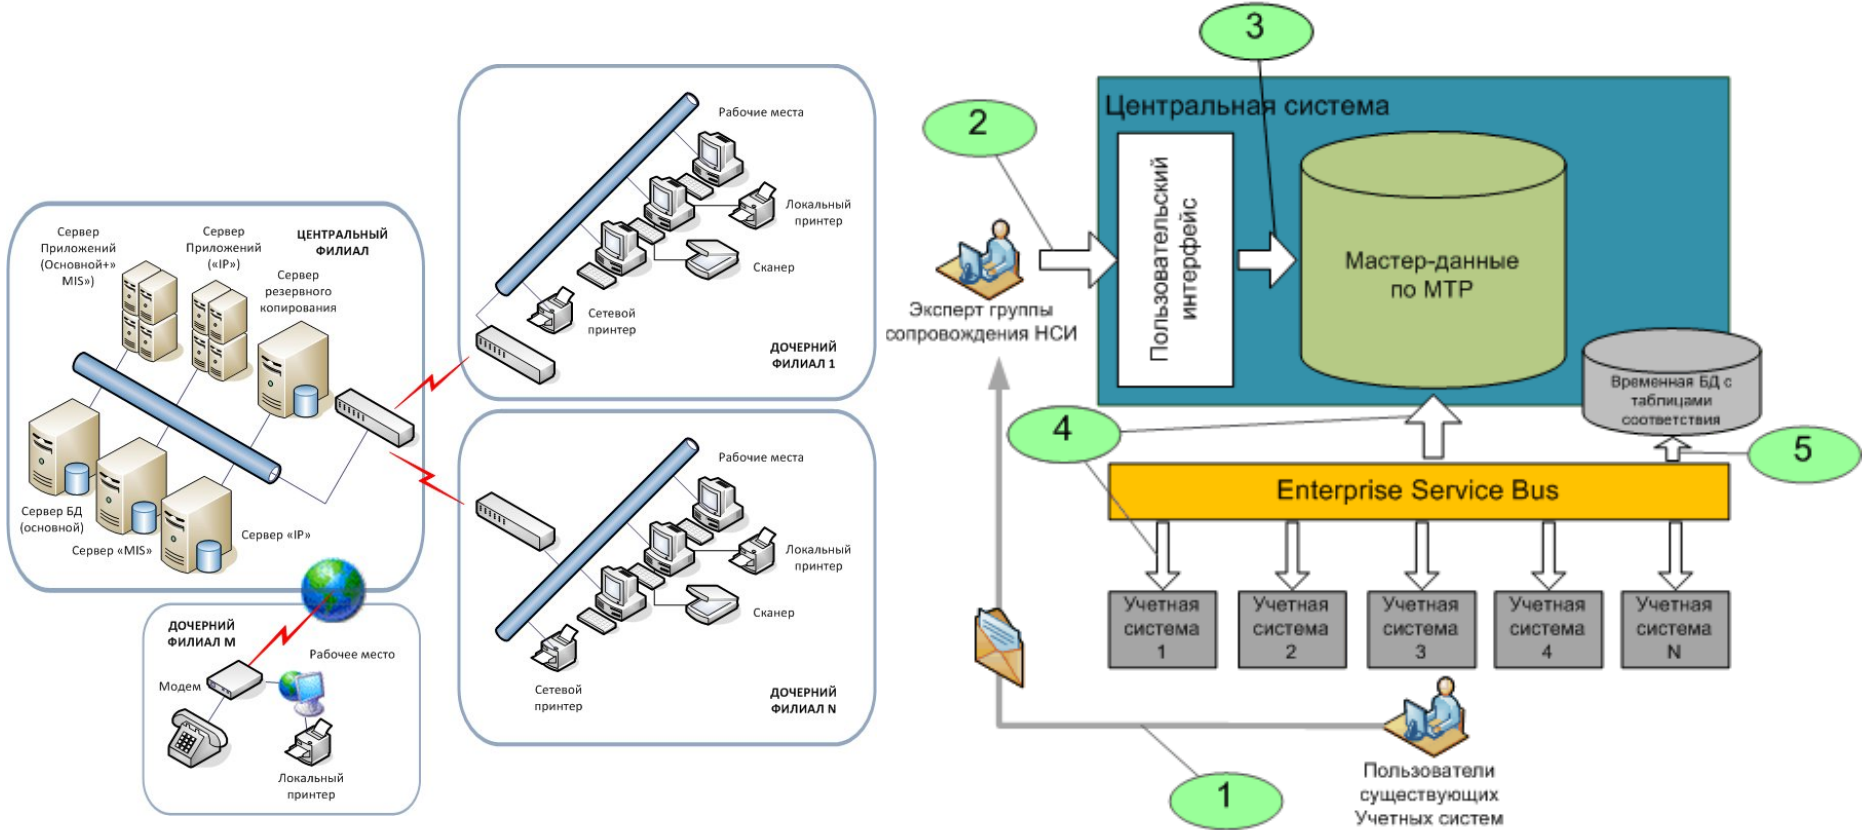 Сервер
Приложений
(Основной+»
MIS»)
Сервер
Приложений
(«IP»)
ЦЕНТРАЛЬНЫЙ
ФИЛИАЛ
Сервер
резервного
копирования
Сервер БД
(основной)
Сервер «MIS»
Сервер «IP»
ДОЧЕРНИЙ
ФИЛИАЛ М
Рабочее место
Модем
Локальный
принтер
Рабочие места
Локальный
принтер
Сканер
Сетевой
принтер
ДОЧЕРНИЙ
ФИЛИАЛ 1
Рабочие места
Локальный
принтер
Сканер
Сетевой
принтер
ДОЧЕРНИЙ
ФИЛИАЛ N
3
2
Центральная система
Пользовательский
интерфейс
Мастер-данные
по МТР
Эксперт группы
сопровождения НСИ
Временная БД с
таблицами
соответствия
4
5
Enterprise Service Bus
Учетная
система
1
Учетная
система
2
Учетная
система
3
Учетная
система
4
Учетная
система
N
1
Пользователи
существующих
Учетных систем